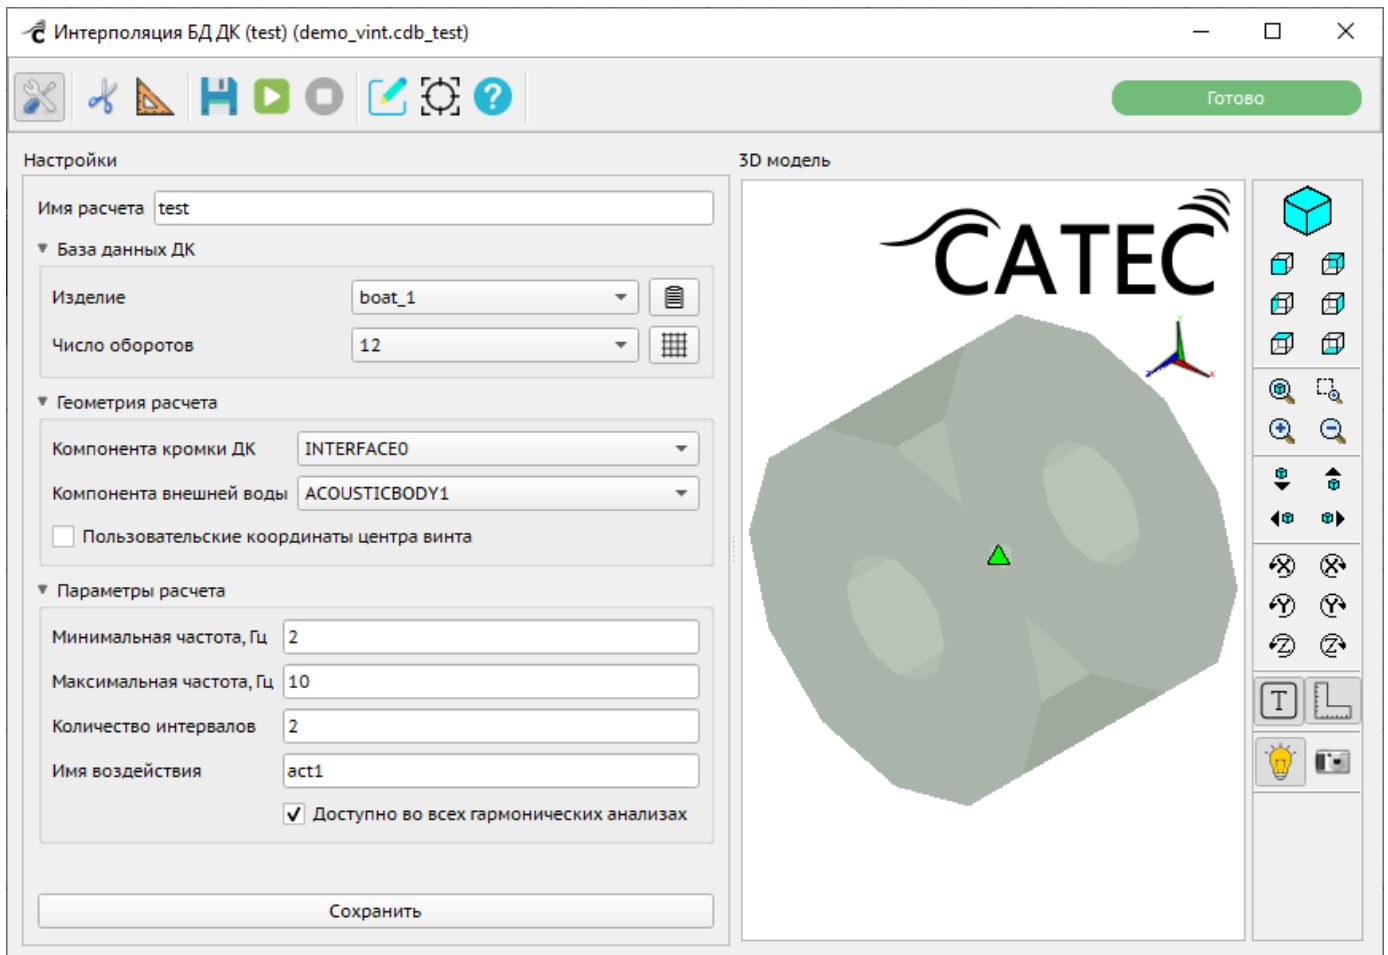 Интерполяция БД ДК (test) (demo_vint.cdb_test)
Готово
Настройки
Имя расчета test
База данных ДК
Изделие boat_1
Число оборотов 12
Геометрия расчета
Компонента кромки ДК INTERFACE0
Компонента внешней воды ACOUSTICBODY1
Пользовательские координаты центра винта
Параметры расчета
Минимальная частота, Гц 2
Максимальная частота, Гц 10
Количество интервалов 2
Имя воздействия act1
Доступно во всех гармонических анализах
Сохранить
3D модель
CATEC
Y
Z X
X X
Y Y
Z Z
T